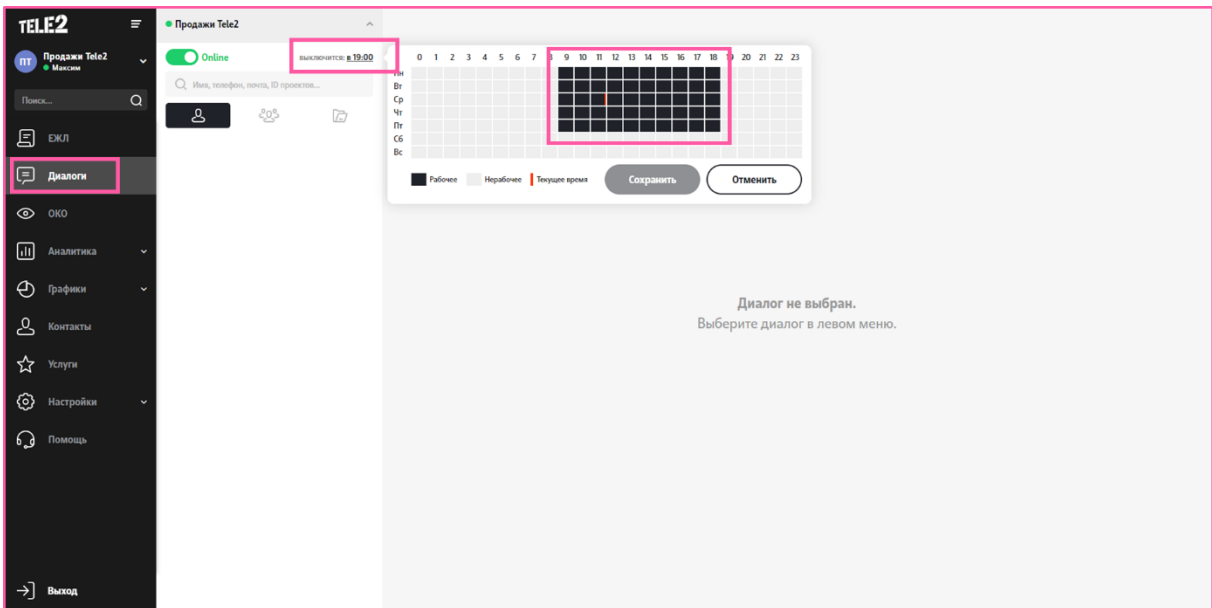 TELE2
ПТ
Продажи Tele2
Максим
Поиск...
ЕЖЛ
Диалоги
ОКО
Аналитика
Графики
Контакты
Услуги
Настройки
Помощь
Выход
Продажи Tele2
Online
выключится: в 19:00
Имя, телефон, почта, ID проектов...
0 1 2 3 4 5 6 7 8 9 10 11 12 13 14 15 16 17 18 19 20 21 22 23
Пн
Вт
Ср
Чт
Пт
Сб
Вс
Рабочее Нерабочее Текущее время
Сохранить
Отменить
Диалог не выбран.
Выберите диалог в левом меню.